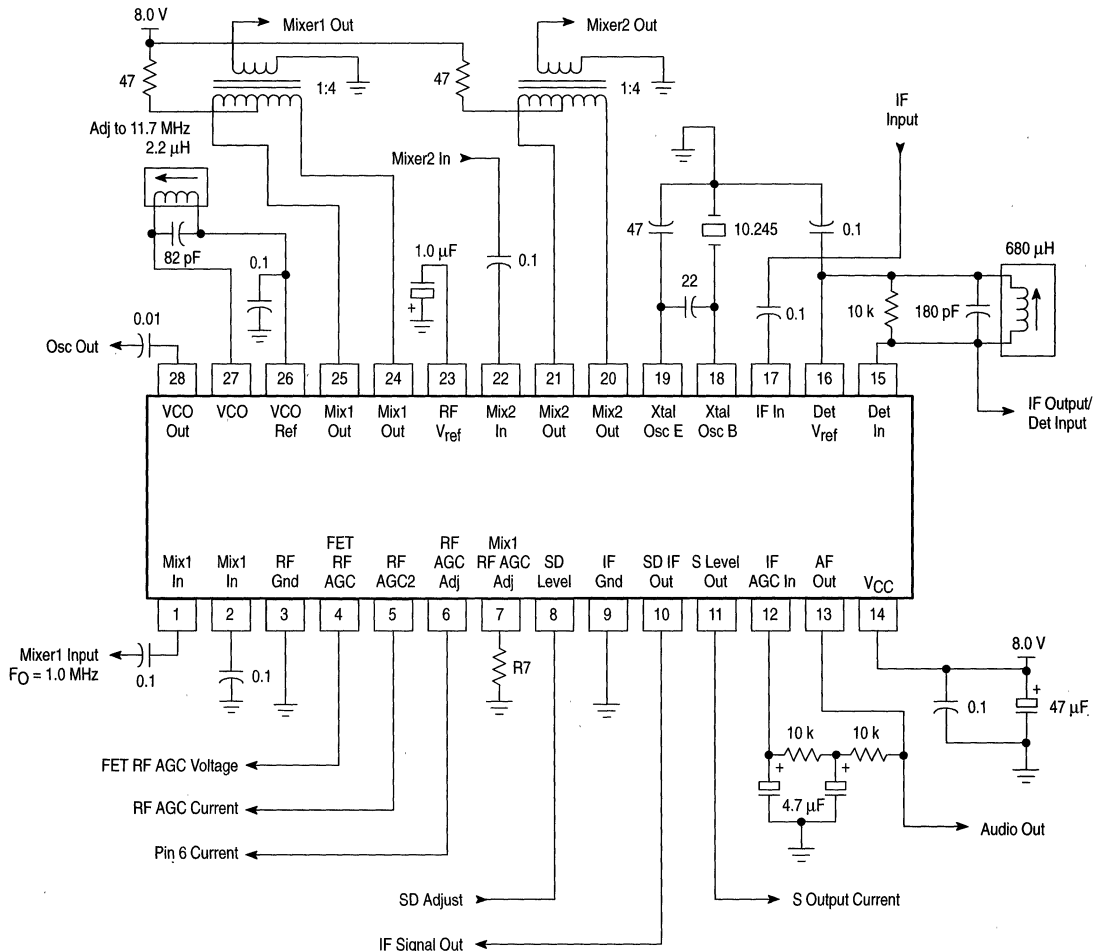 8.0 V
Mixer1 Out
Mixer2 Out
47
1:4
47
1:4
IF
Input
Adj to 11.7 MHz
2.2 μH
Mixer2 In
47
10.245
0.1
82 pF
0.1
1.0 μF
+
0.1
22
0.1
10 k
180 pF
680 μH
0.01
Osc Out
28
27
26
25
24
23
22
21
20
19
18
17
16
15
VCO
Out
VCO
VCO
Ref
Mix1
Out
Mix1
Out
RF
Vref
Mix2
In
Mix2
Out
Mix2
Out
Xtal
Osc E
Xtal
Osc B
IF In
Det
Vref
Det
In
IF Output/
Det Input
Mix1
In
Mix1
In
RF
Gnd
FET
RF
AGC
RF
AGC2
RF
AGC
Adj
Mix1
RF AGC
Adj
SD
Level
IF
Gnd
SD IF
Out
S Level
Out
IF
AGC In
AF
Out
VCC
1
2
3
4
5
6
7
8
9
10
11
12
13
14
Mixer1 Input
FO = 1.0 MHz
0.1
0.1
R7
8.0 V
0.1
+
47 μF
10 k
10 k
+
+
4.7 μF
FET RF AGC Voltage
RF AGC Current
Audio Out
Pin 6 Current
SD Adjust
S Output Current
IF Signal Out